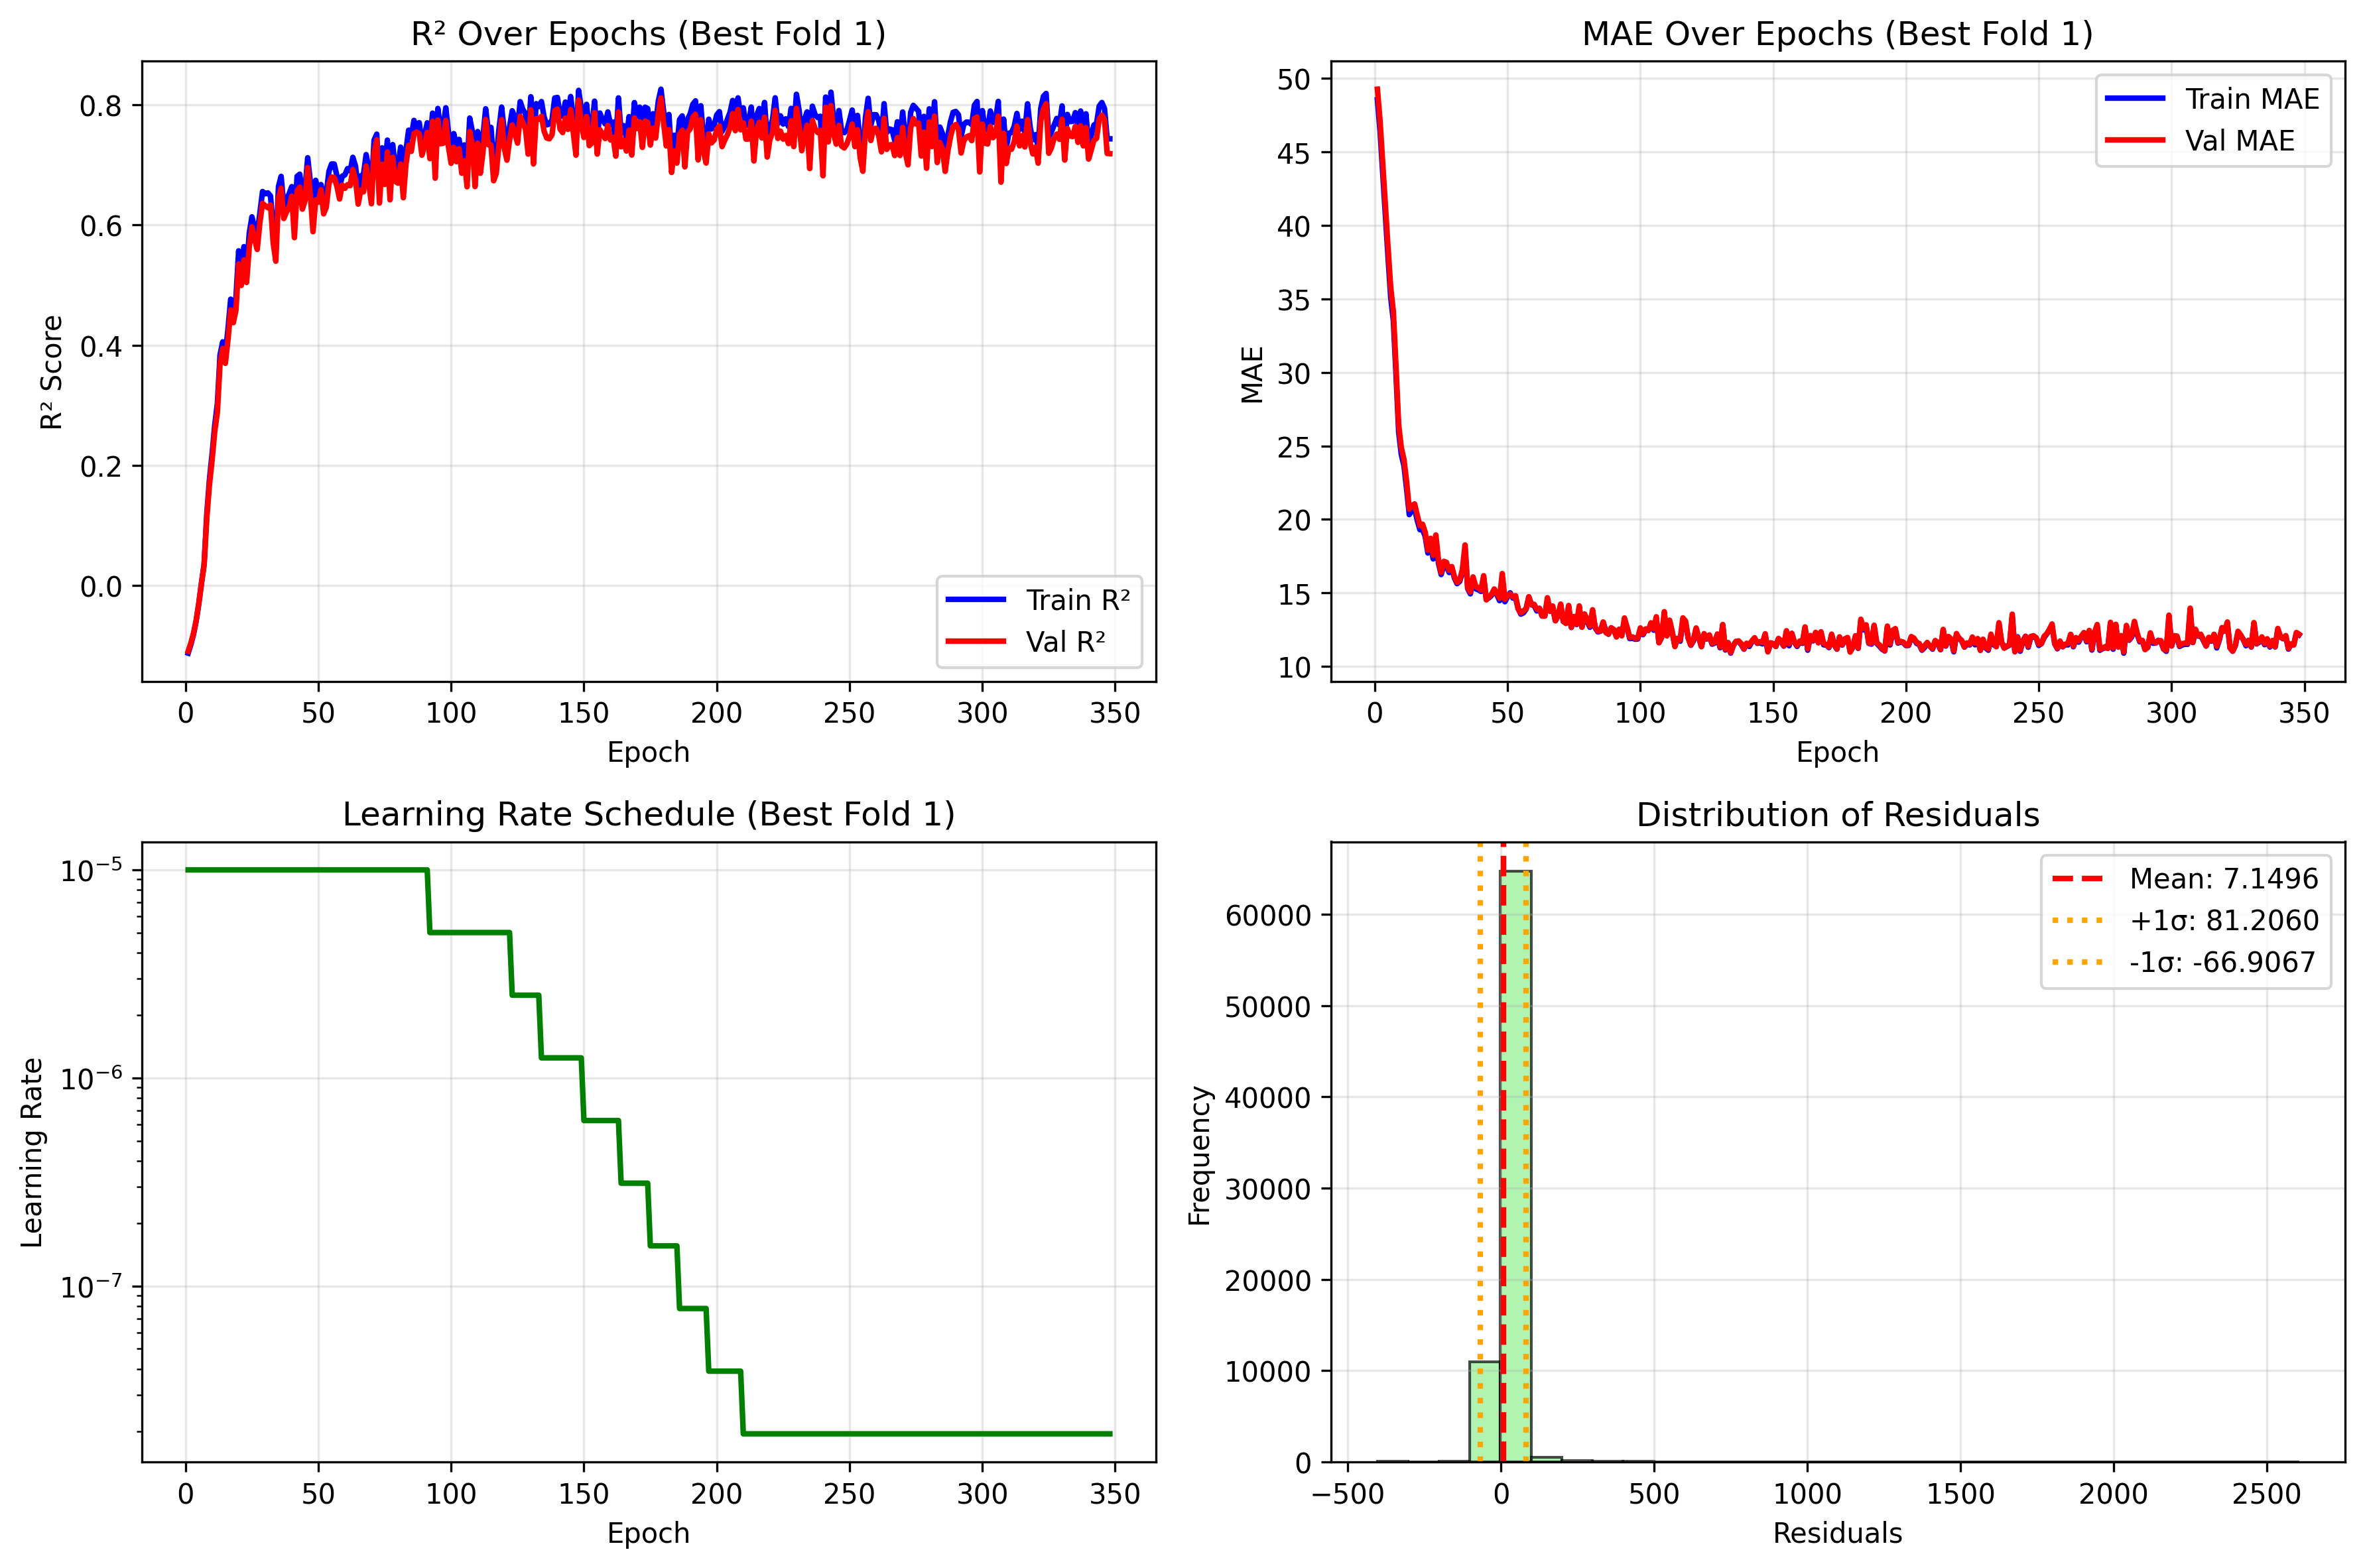 R² Over Epochs (Best Fold 1)
R² Score
0.8
0.6
0.4
0.2
0.0
Train R²
Val R²
0 50 100 150 200 250 300 350
Epoch
MAE Over Epochs (Best Fold 1)
MAE
50
45
40
35
30
25
20
15
10
Train MAE
Val MAE
0 50 100 150 200 250 300 350
Epoch
Learning Rate Schedule (Best Fold 1)
Learning Rate
10⁻⁵
10⁻⁶
10⁻⁷
0 50 100 150 200 250 300 350
Epoch
Distribution of Residuals
Frequency
60000
50000
40000
30000
20000
10000
0
Mean: 7.1496
+1σ: 81.2060
-1σ: -66.9067
−500 0 500 1000 1500 2000 2500
Residuals